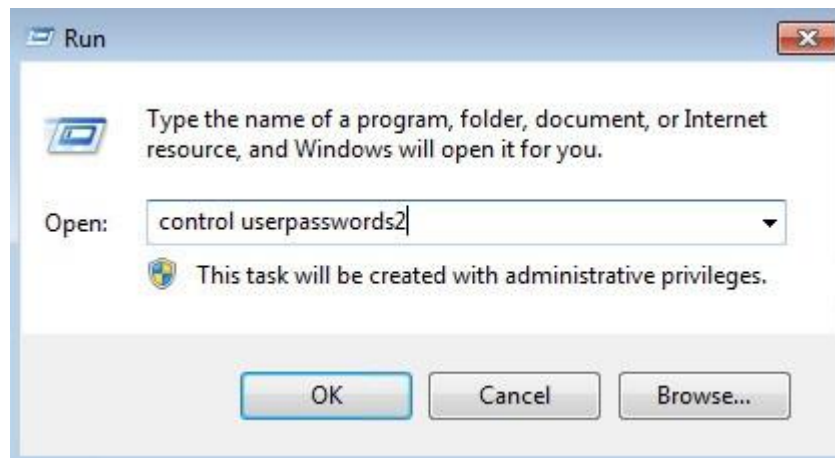 Run
Type the name of a program, folder, document, or Internet
resource, and Windows will open it for you.
Open: control userpasswords2
This task will be created with administrative privileges.
OK Cancel Browse...